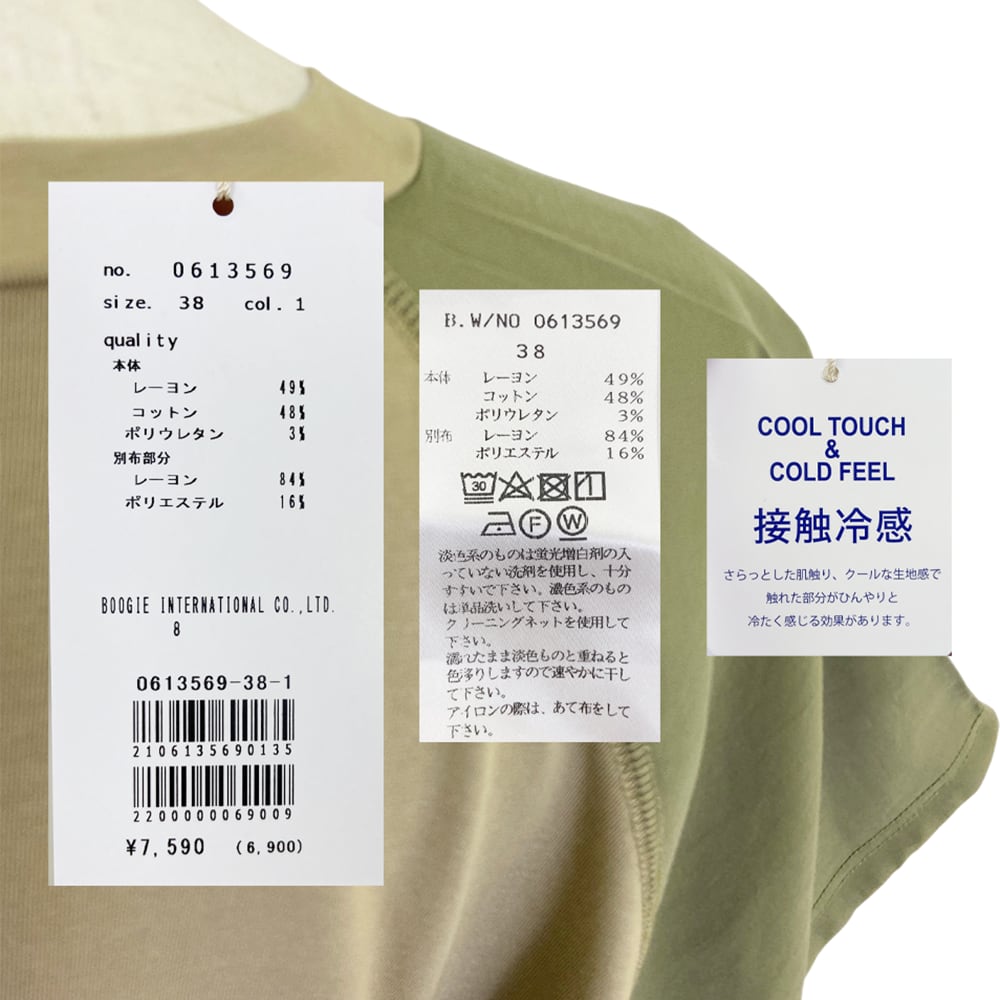 no. 0613569
size. 38 col. 1
quality
本体
レーヨン 49%
コットン 48%
ポリウレタン 3%
別布部分
レーヨン 84%
ポリエステル 16%
BOOGIE INTERNATIONAL CO.,LTD.
8
0613569-38-1
2106135690135
2200000069009
¥7,590 (6,900)
B.W/NO 0613569
38
本体 レーヨン 49%
コットン 48%
ポリウレタン 3%
別布 レーヨン 84%
ポリエステル 16%
30
F W
淡色系のものは蛍光増白剤の入
っていない洗剤を使用し、十分
すすいで下さい。濃色系のもの
は単品洗いして下さい。
クリーニングネットを使用して
下さい。
濡れたまま淡色ものと重ねると
色移りしますので速やかに干し
て下さい。
アイロンの際は、あて布をして
下さい。
COOL TOUCH
&
COLD FEEL
接触冷感
さらっとした肌触り、クールな生地感で
触れた部分がひんやりと
冷たく感じる効果があります。